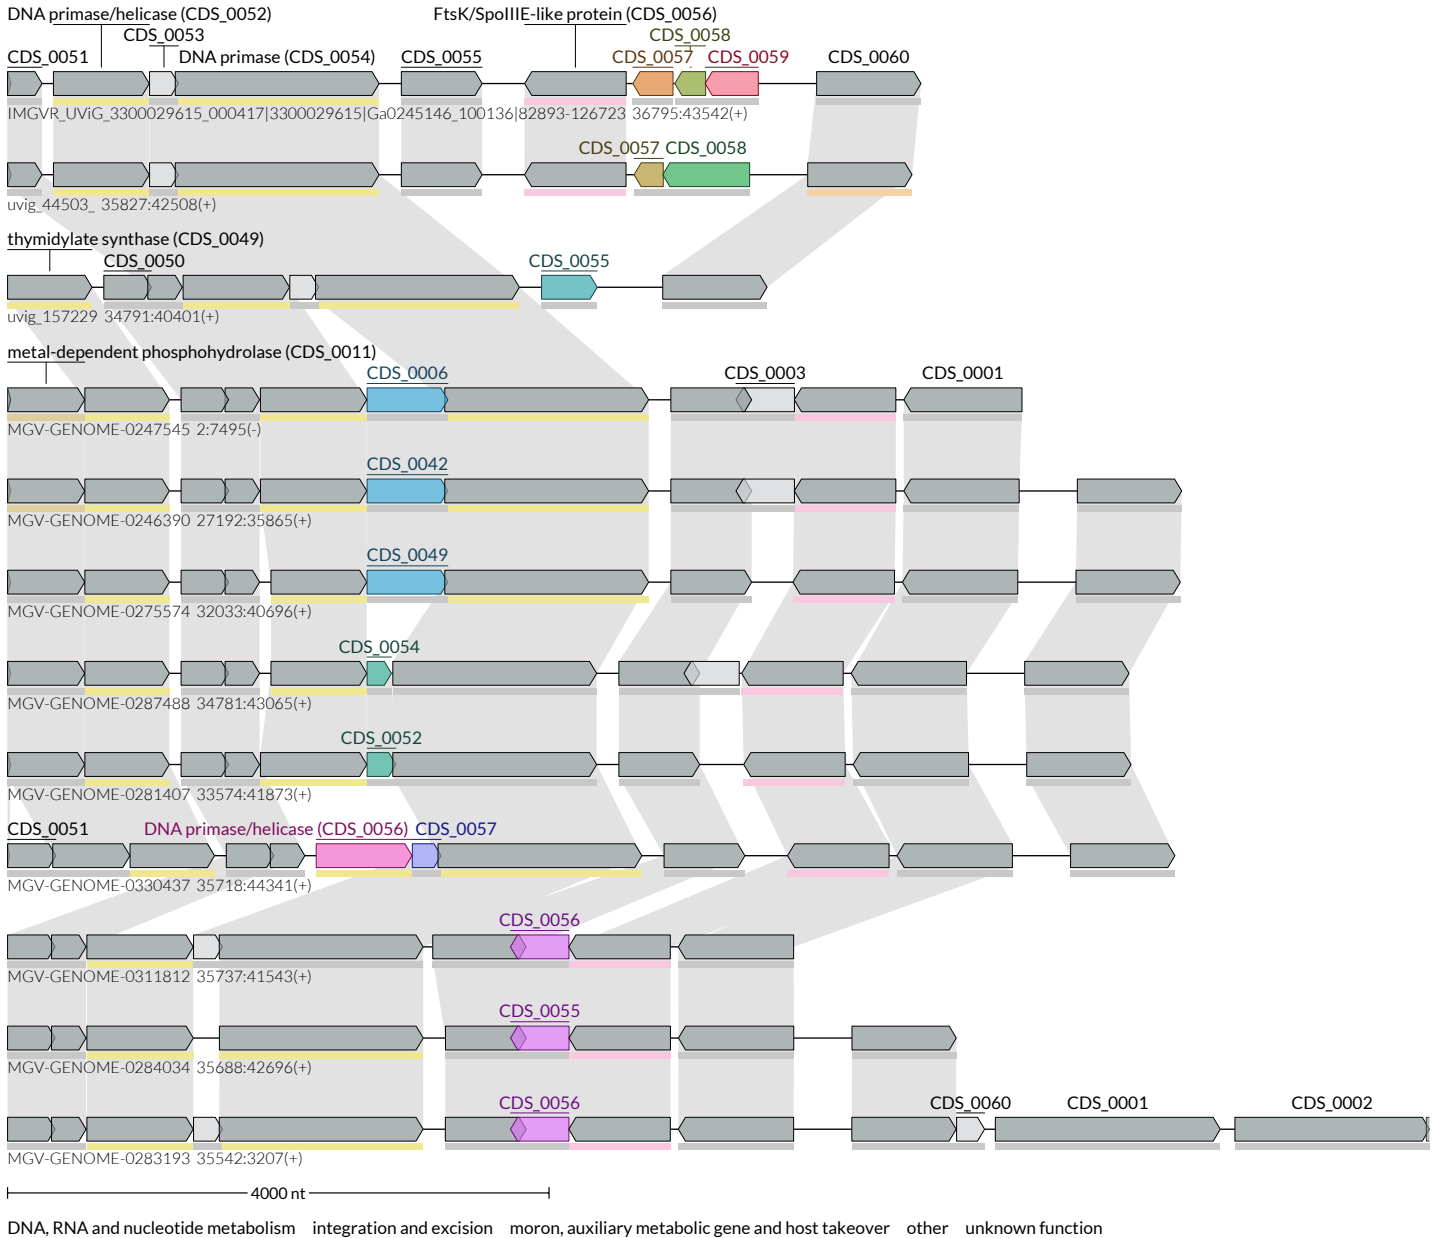 DNA primase/helicase (CDS_0052) FtsK/SpoIIIE-like protein (CDS_0056)
CDS_0053 CDS_0058
CDS_0051 DNA primase (CDS_0054) CDS_0055 CDS_0057 CDS_0059 CDS_0060
IMGVR_UViG_3300029615_000417|3300029615|Ga0245146_100136|82893-126723 36795:43542(+)
CDS_0057 CDS_0058
uvig_44503_ 35827:42508(+)
thymidylate synthase (CDS_0049)
CDS_0050 CDS_0055
uvig_157229 34791:40401(+)
metal-dependent phosphohydrolase (CDS_0011)
CDS_0006 CDS_0003 CDS_0001
MGV-GENOME-0247545 2:7495(-)
CDS_0042
MGV-GENOME-0246390 27192:35865(+)
CDS_0049
MGV-GENOME-0275574 32033:40696(+)
CDS_0054
MGV-GENOME-0287488 34781:43065(+)
CDS_0052
MGV-GENOME-0281407 33574:41873(+)
CDS_0051 DNA primase/helicase (CDS_0056) CDS_0057
MGV-GENOME-0330437 35718:44341(+)
CDS_0056
MGV-GENOME-0311812 35737:41543(+)
CDS_0055
MGV-GENOME-0284034 35688:42696(+)
CDS_0056 CDS_0060 CDS_0001 CDS_0002
MGV-GENOME-0283193 35542:3207(+)
4000 nt
DNA, RNA and nucleotide metabolism integration and excision moron, auxiliary metabolic gene and host takeover other unknown function